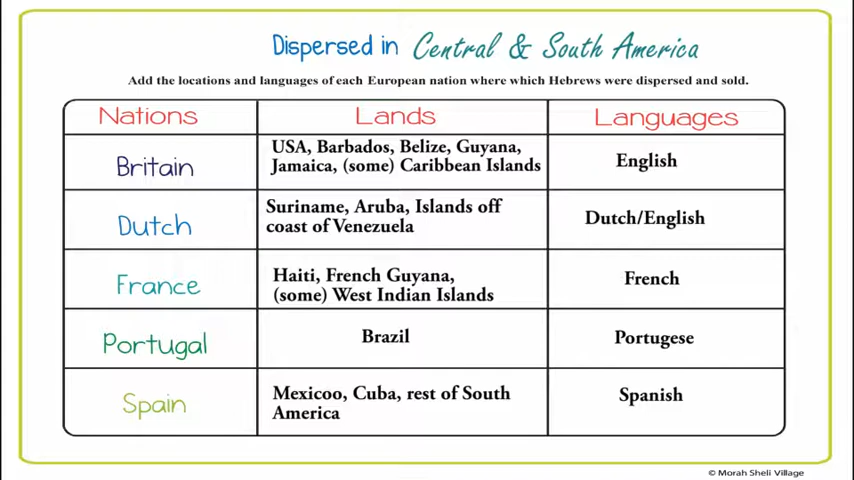 Dispersed in Central & South America
Add the locations and languages of each European nation where which Hebrews were dispersed and sold.
Nations Lands Languages
Britain
USA, Barbados, Belize, Guyana,
Jamaica, (some) Caribbean Islands
English
Dutch
Suriname, Aruba, Islands off
coast of Venezuela
Dutch/English
France
Haiti, French Guyana,
(some) West Indian Islands
French
Portugal
Brazil
Portugese
Spain
Mexicoo, Cuba, rest of South
America
Spanish
© Morah Sheli Village